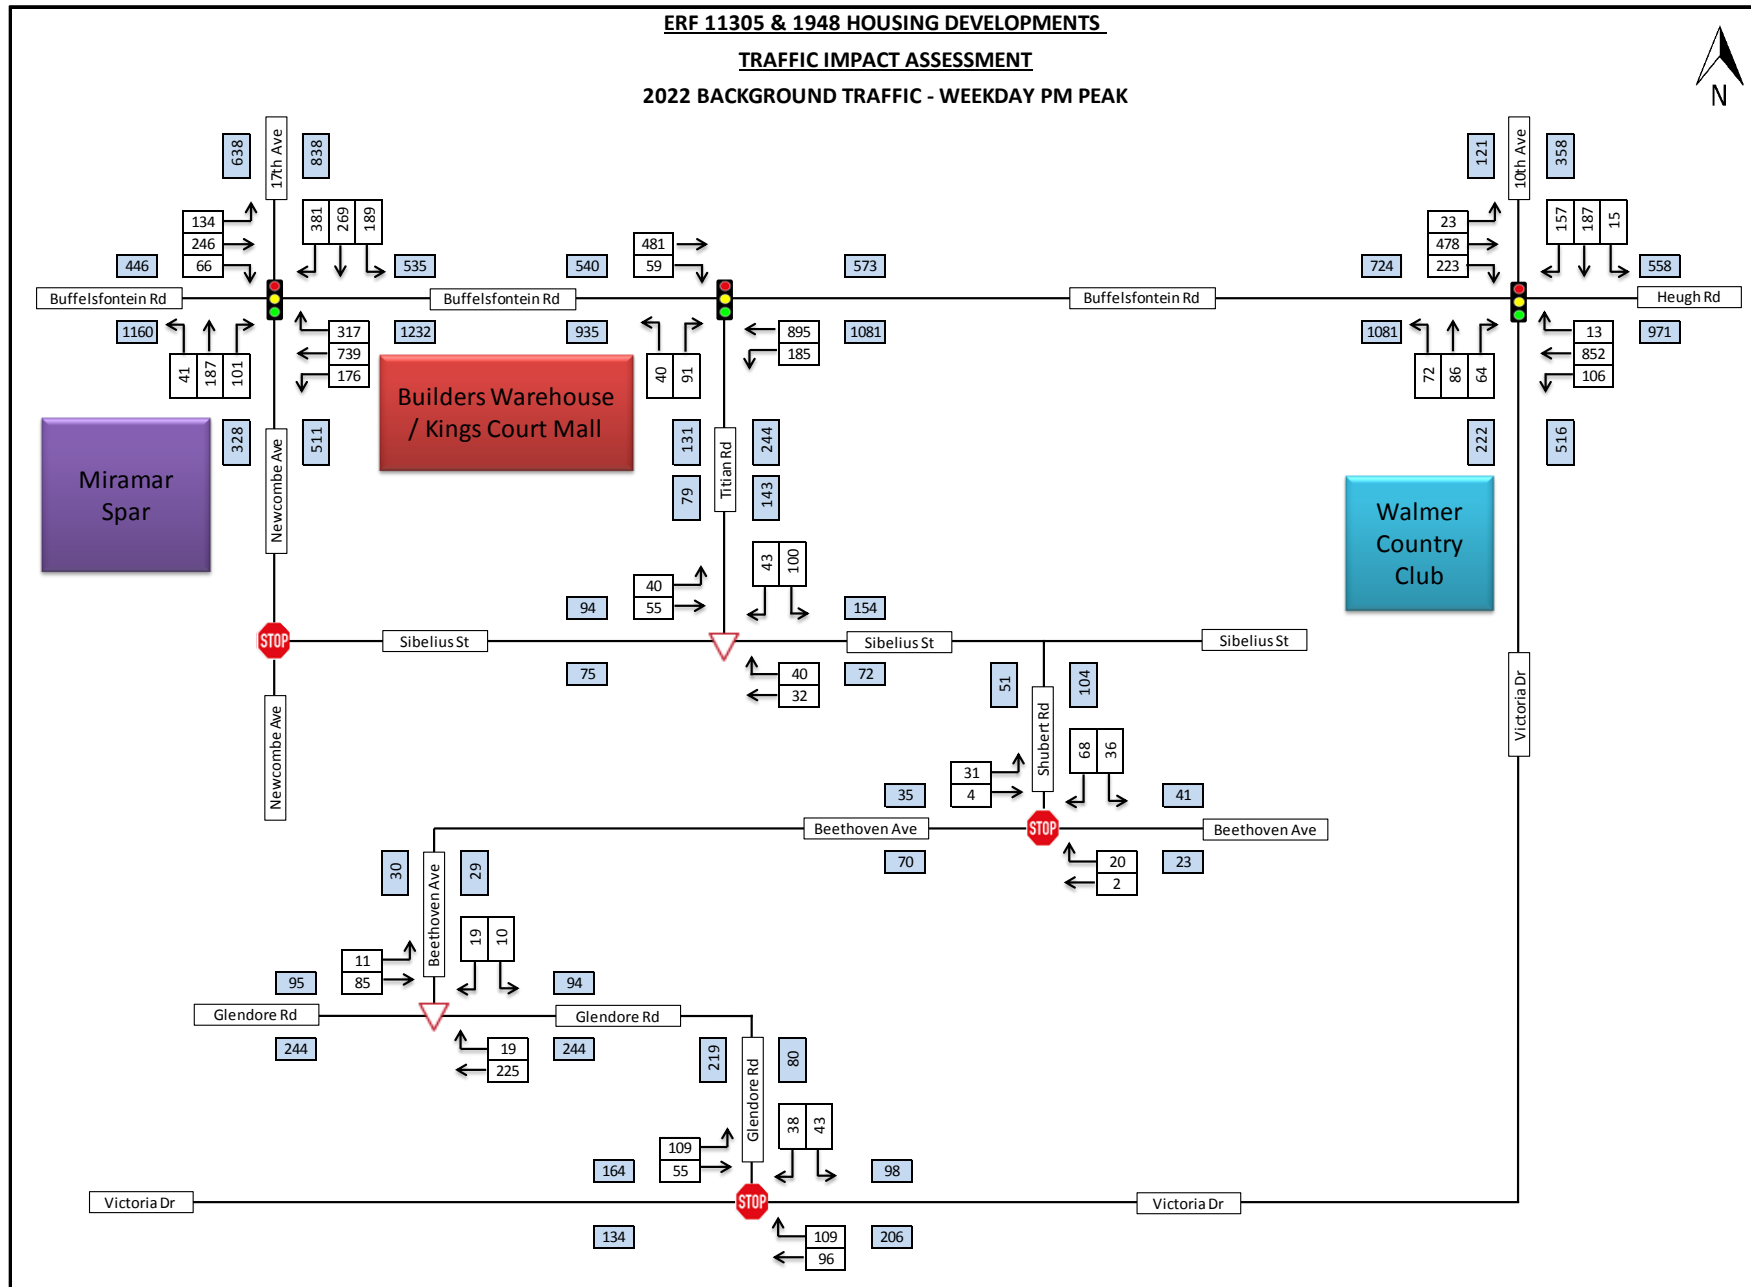 ERF 11305 & 1948 HOUSING DEVELOPMENTS
TRAFFIC IMPACT ASSESSMENT
2022 BACKGROUND TRAFFIC - WEEKDAY PM PEAK
N
638
17th Ave
838
121
10th Ave
358
134
246
66
381
269
189
481
59
23
478
223
157
187
15
446
535
540
573
724
558
Buffelsfontein Rd
Buffelsfontein Rd
Buffelsfontein Rd
Heugh Rd
1160
1232
935
1081
1081
971
41
187
101
317
739
176
40
91
895
185
72
86
64
13
852
106
Builders Warehouse
/ Kings Court Mall
Miramar
Spar
328
Newcombe Ave
511
131
Titian Rd
244
79
143
222
516
Walmer
Country
Club
40
55
43
100
94
154
STOP
Sibelius St
Sibelius St
Sibelius St
75
40
32
72
51
104
Newcombe Ave
Shubert Rd
Victoria Dr
31
4
68
36
35
41
Beethoven Ave
STOP
Beethoven Ave
70
20
2
23
30
Beethoven Ave
29
11
85
19
10
95
94
Glendore Rd
Glendore Rd
244
19
225
244
219
Glendore Rd
80
109
55
38
43
164
98
Victoria Dr
STOP
Victoria Dr
134
109
96
206